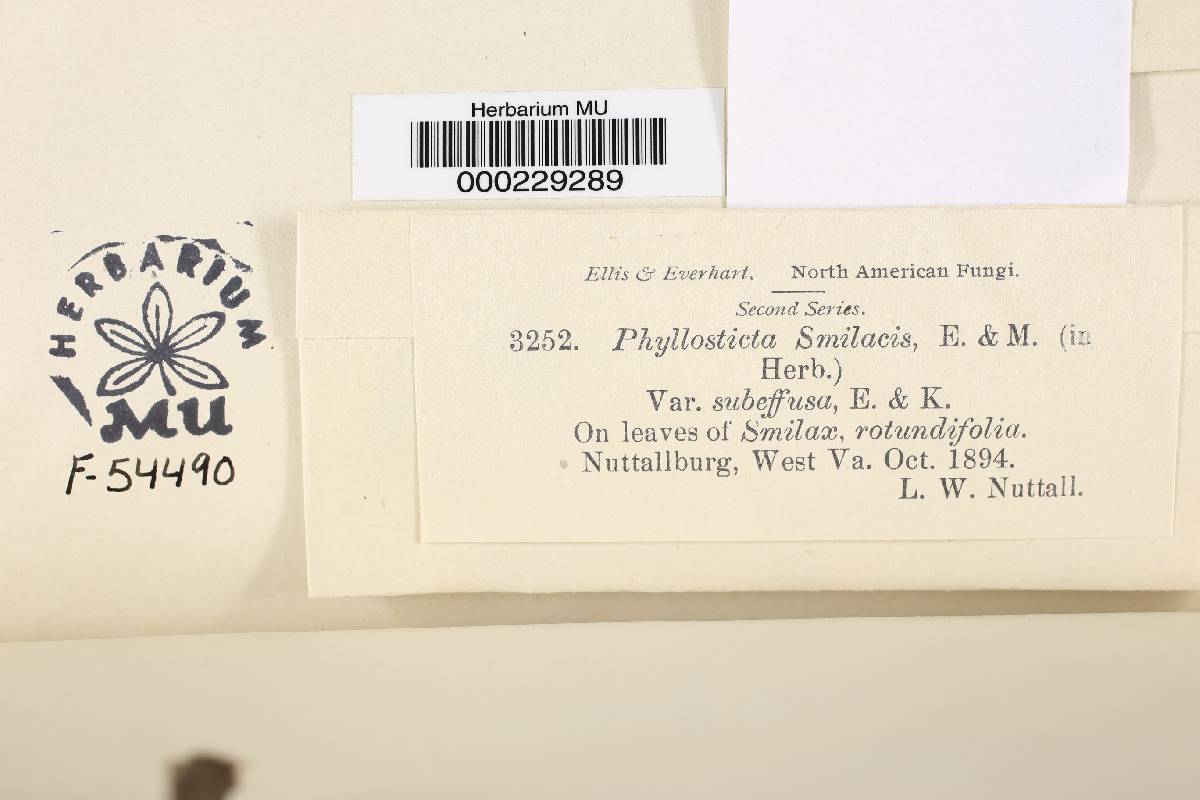 Herbarium MU
000229289
HERBARIUM
MU
F-54490
Ellis & Everhart. North American Fungi.
Second Series.
3252. Phyllosticta Smilacis, E. & M. (in
Herb.)
Var. subeffusa, E. & K.
On leaves of Smilax, rotundifolia.
Nuttallburg, West Va. Oct. 1894.
L. W. Nuttall.